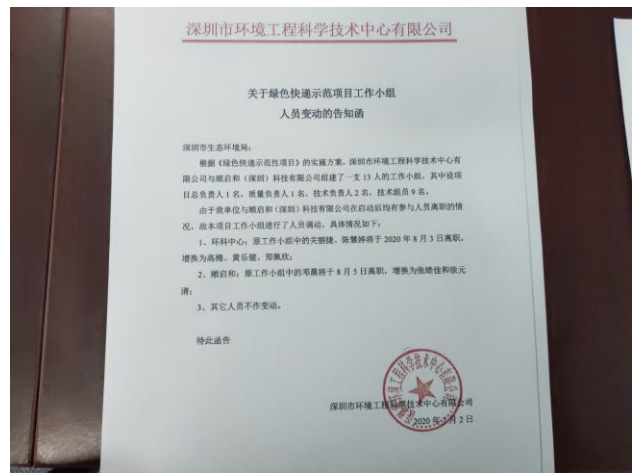 深圳市环境工程科学技术中心有限公司
关于绿色快递示范项目工作小组
人员变动的告知函
深圳市生态环境局：
根据《绿色快递示范性项目》的实施方案，深圳市环境工程科学技术中心有
限公司与顺启和（深圳）科技有限公司组建了一支 13 人的工作小组。其中设项
目总负责人 1 名，质量负责人 1 名，技术负责人 2 名，技术组员 9 名。
由于我单位与顺启和（深圳）科技有限公司在启动后均有参与人员离职的情
况，故本项目工作小组进行了人员调动，具体情况如下：
1、环科中心：原工作小组中的关丽捷、陈慧婷将于 2020 年 8 月 3 日离职，
增换为高梅、黄乐骏、郑佩欣；
2、顺启和：原工作小组中的邓晨将于 8 月 5 日离职，增换为张皓佳和徐元
清；
3、其它人员不作变动。
特此函告
深圳市环境工程科学技术中心有限公司
2020 年 月 2 日